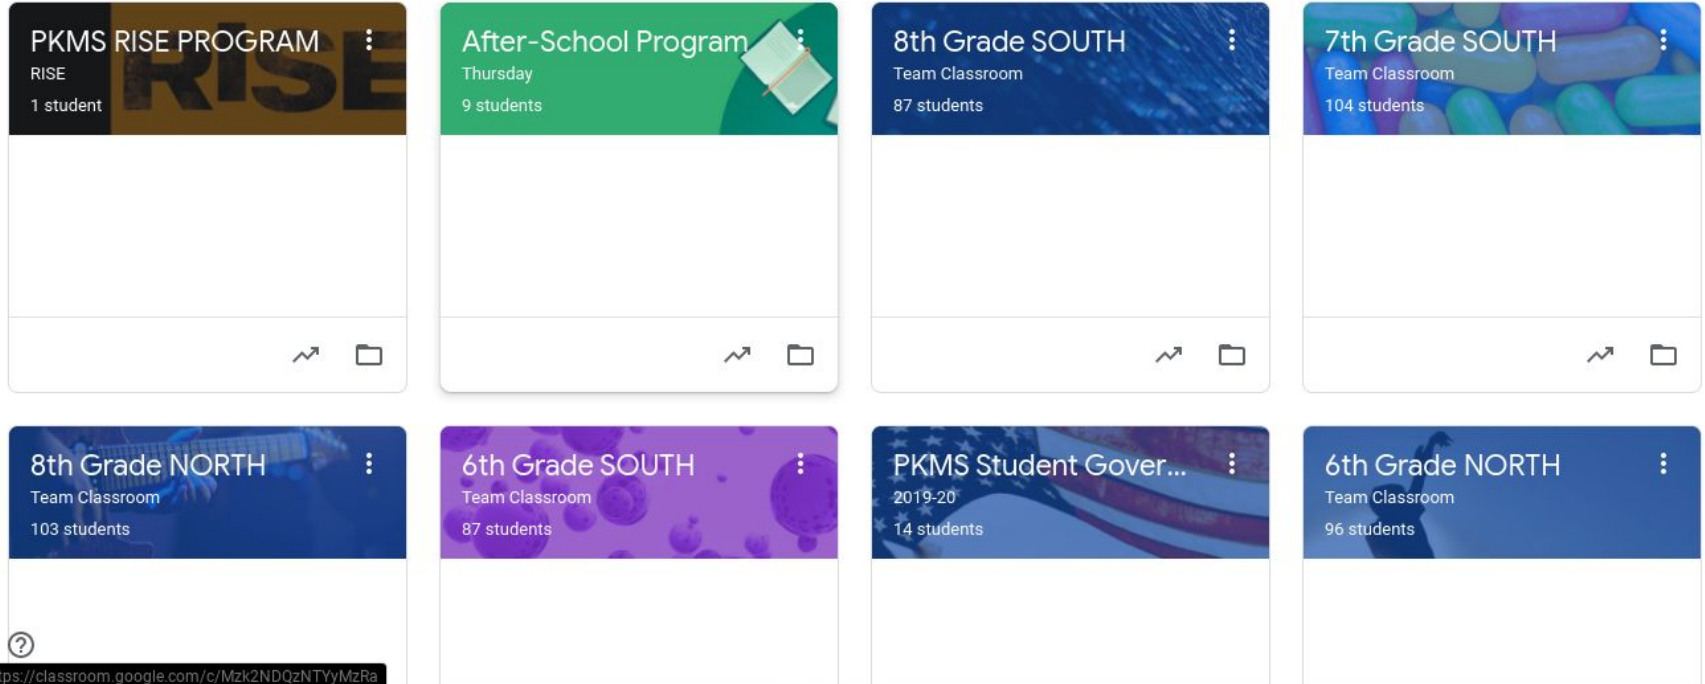 PKMS RISE PROGRAM
RISE
1 student
RISE
After-School Program
Thursday
9 students
8th Grade SOUTH
Team Classroom
87 students
7th Grade SOUTH
Team Classroom
104 students
8th Grade NORTH
Team Classroom
103 students
6th Grade SOUTH
Team Classroom
87 students
PKMS Student Gover...
2019-20
14 students
6th Grade NORTH
Team Classroom
96 students
tps://classroom.google.com/c/Mzk2NDQzNTYyMzRa